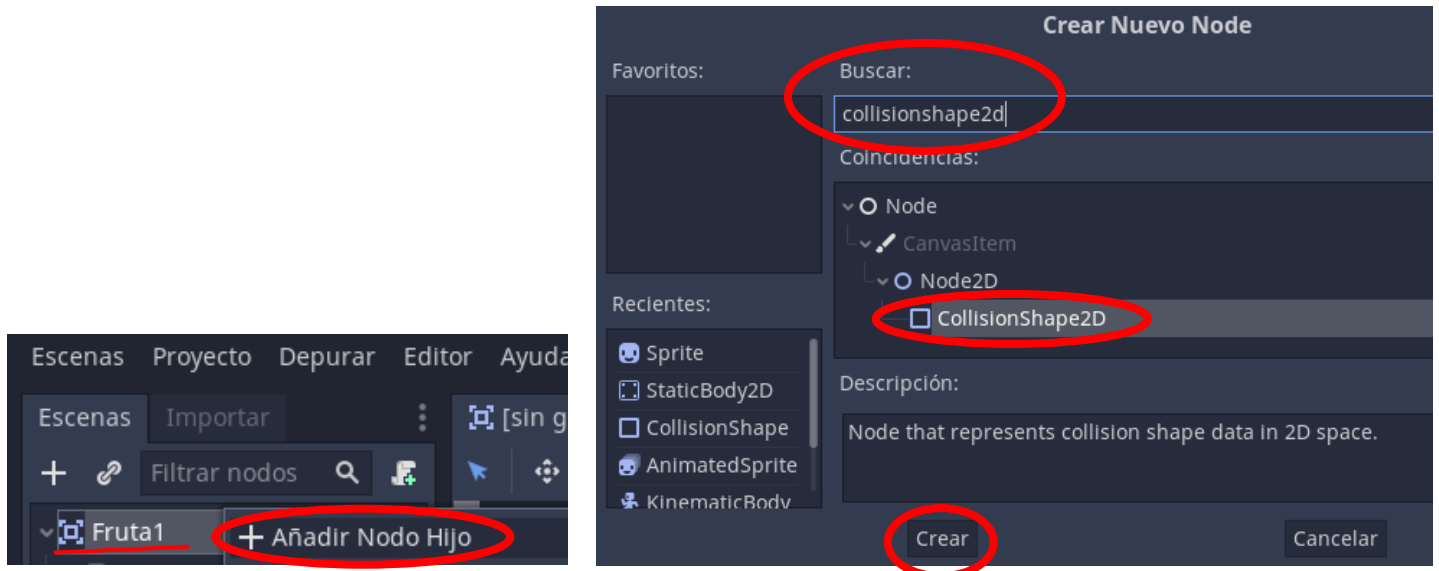 Escenas Proyecto Depurar Editor Ayuda
Escenas Importar [sin g
Filtrar nodos
Fruta1 Añadir Nodo Hijo
Crear Nuevo Node
Favoritos:
Buscar:
collisionshape2d
Coincidencias:
Node
CanvasItem
Node2D
CollisionShape2D
Recientes:
Sprite
StaticBody2D
CollisionShape
AnimatedSprite
KinematicBody
Descripción:
Node that represents collision shape data in 2D space.
Crear
Cancelar